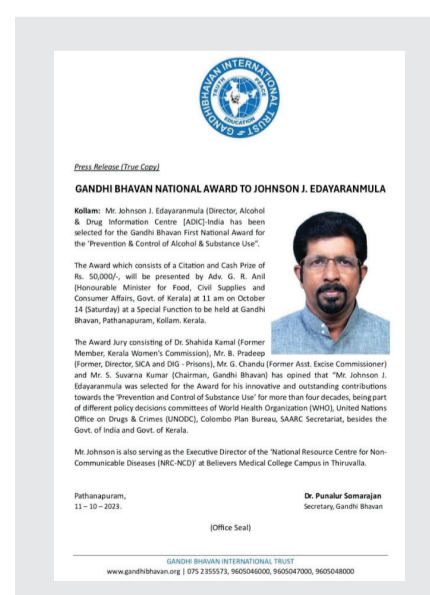 GANDHIBHAVAN INTERNATIONAL TRUST
TRUTH
PEACE
EDUCATION
Press Release (True Copy)
GANDHI BHAVAN NATIONAL AWARD TO JOHNSON J. EDAYARANMULA
Kollam: Mr. Johnson J. Edayaranmula (Director, Alcohol
& Drug Information Centre [ADIC]-India has been
selected for the Gandhi Bhavan First National Award for
the 'Prevention & Control of Alcohol & Substance Use".
The Award which consists of a Citation and Cash Prize of
Rs. 50,000/-, will be presented by Adv. G. R. Anil
(Honourable Minister for Food, Civil Supplies and
Consumer Affairs, Govt. of Kerala) at 11 am on October
14 (Saturday) at a Special Function to be held at Gandhi
Bhavan, Pathanapuram, Kollam. Kerala.
The Award Jury consisting of Dr. Shahida Kamal (Former
Member, Kerala Women's Commission), Mr. B. Pradeep
(Former, Director, SICA and DIG - Prisons), Mr. G. Chandu (Former Asst. Excise Commissioner)
and Mr. S. Suvarna Kumar (Chairman, Gandhi Bhavan) has opined that "Mr. Johnson J.
Edayaranmula was selected for the Award for his innovative and outstanding contributions
towards the 'Prevention and Control of Substance Use' for more than four decades, being part
of different policy decisions committees of World Health Organization (WHO), United Nations
Office on Drugs & Crimes (UNODC), Colombo Plan Bureau, SAARC Secretariat, besides the
Govt. of India and Govt. of Kerala.
Mr. Johnson is also serving as the Executive Director of the 'National Resource Centre for Non-
Communicable Diseases (NRC-NCD)' at Believers Medical College Campus in Thiruvalla.
Pathanapuram,
11 – 10 – 2023.
Dr. Punalur Somarajan
Secretary, Gandhi Bhavan
(Office Seal)
GANDHI BHAVAN INTERNATIONAL TRUST
www.gandhibhavan.org | 075 2355573, 9605046000, 9605047000, 9605048000